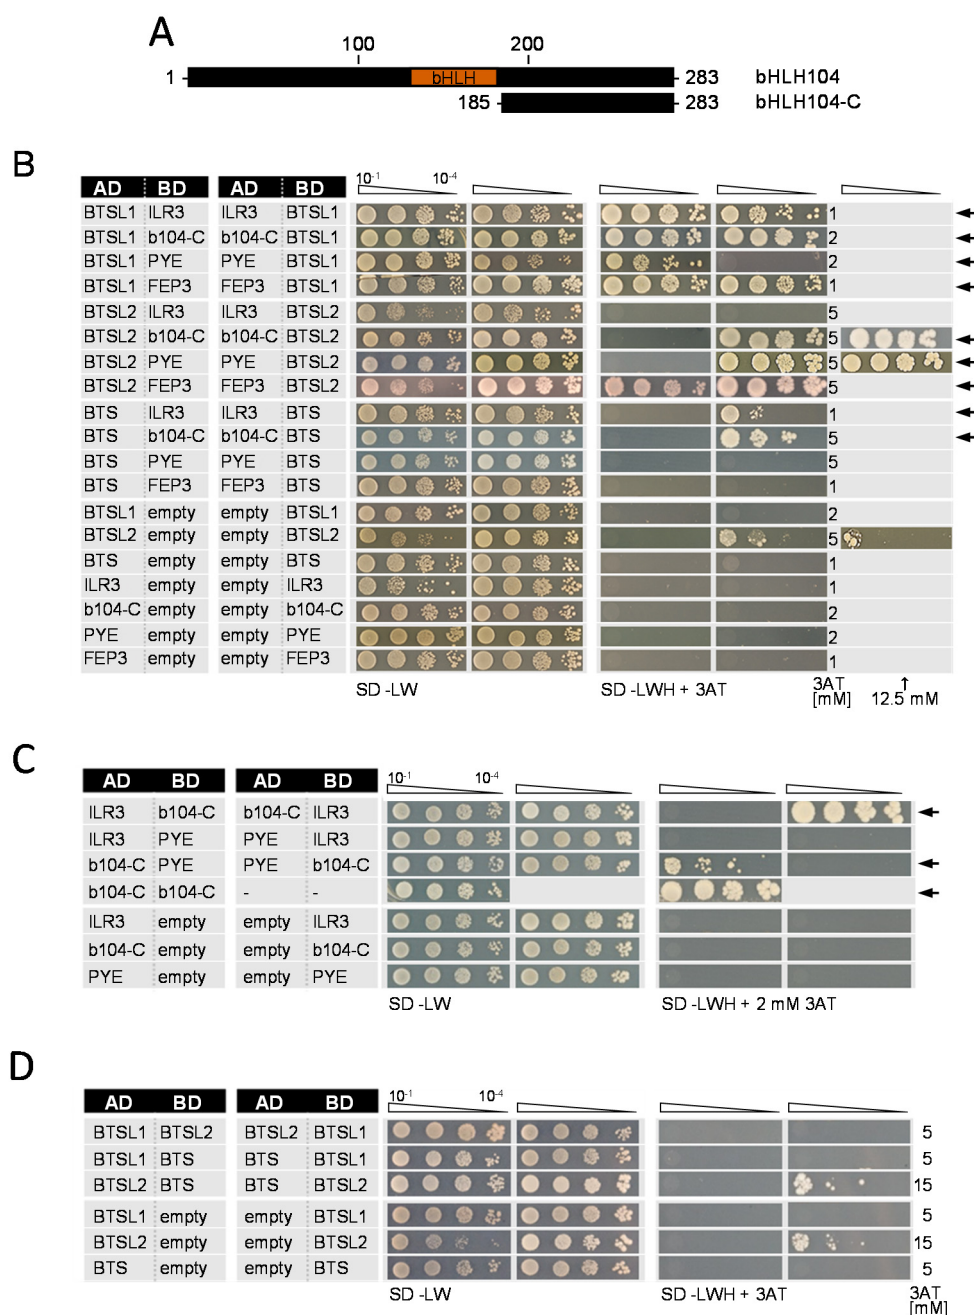 A
100 200
1 bHLH 283 bHLH104
185 283 bHLH104-C
B
AD BD AD BD 10-1 10-4
BTSL1 ILR3 ILR3 BTSL1 1
BTSL1 b104-C b104-C BTSL1 2
BTSL1 PYE PYE BTSL1 2
BTSL1 FEP3 FEP3 BTSL1 1
BTSL2 ILR3 ILR3 BTSL2 5
BTSL2 b104-C b104-C BTSL2 5
BTSL2 PYE PYE BTSL2 5
BTSL2 FEP3 FEP3 BTSL2 5
BTS ILR3 ILR3 BTS 1
BTS b104-C b104-C BTS 5
BTS PYE PYE BTS 5
BTS FEP3 FEP3 BTS 1
BTSL1 empty empty BTSL1 2
BTSL2 empty empty BTSL2 5
BTS empty empty BTS 1
ILR3 empty empty ILR3 1
b104-C empty empty b104-C 2
PYE empty empty PYE 2
FEP3 empty empty FEP3 1
SD -LW SD -LWH + 3AT 3AT ↑
[mM] 12.5 mM
C
AD BD AD BD 10-1 10-4
ILR3 b104-C b104-C ILR3
ILR3 PYE PYE ILR3
b104-C PYE PYE b104-C
b104-C b104-C - -
ILR3 empty empty ILR3
b104-C empty empty b104-C
PYE empty empty PYE
SD -LW SD -LWH + 2 mM 3AT
D
AD BD AD BD 10-1 10-4
BTSL1 BTSL2 BTSL2 BTSL1 5
BTSL1 BTS BTS BTSL1 5
BTSL2 BTS BTS BTSL2 15
BTSL1 empty empty BTSL1 5
BTSL2 empty empty BTSL2 15
BTS empty empty BTS 5
SD -LW SD -LWH + 3AT 3AT
[mM]